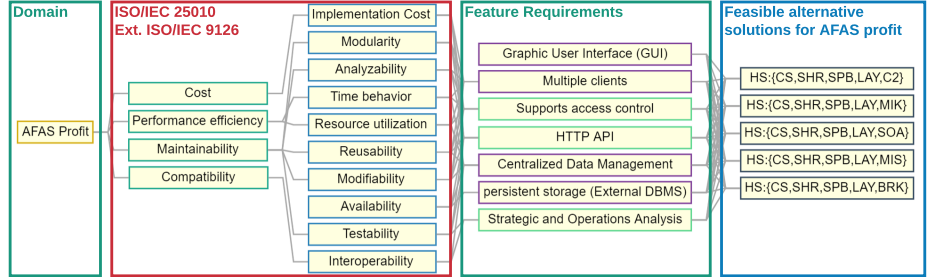 Domain
AFAS Profit
ISO/IEC 25010
Ext. ISO/IEC 9126
Cost
Performance efficiency
Maintainability
Compatibility
Implementation Cost
Modularity
Analyzability
Time behavior
Resource utilization
Reusability
Modifiability
Availability
Testability
Interoperability
Feature Requirements
Graphic User Interface (GUI)
Multiple clients
Supports access control
HTTP API
Centralized Data Management
persistent storage (External DBMS)
Strategic and Operations Analysis
Feasible alternative
solutions for AFAS profit
HS:{CS,SHR,SPB,LAY,C2}
HS:{CS,SHR,SPB,LAY,MIK}
HS:{CS,SHR,SPB,LAY,SOA}
HS:{CS,SHR,SPB,LAY,MIS}
HS:{CS,SHR,SPB,LAY,BRK}